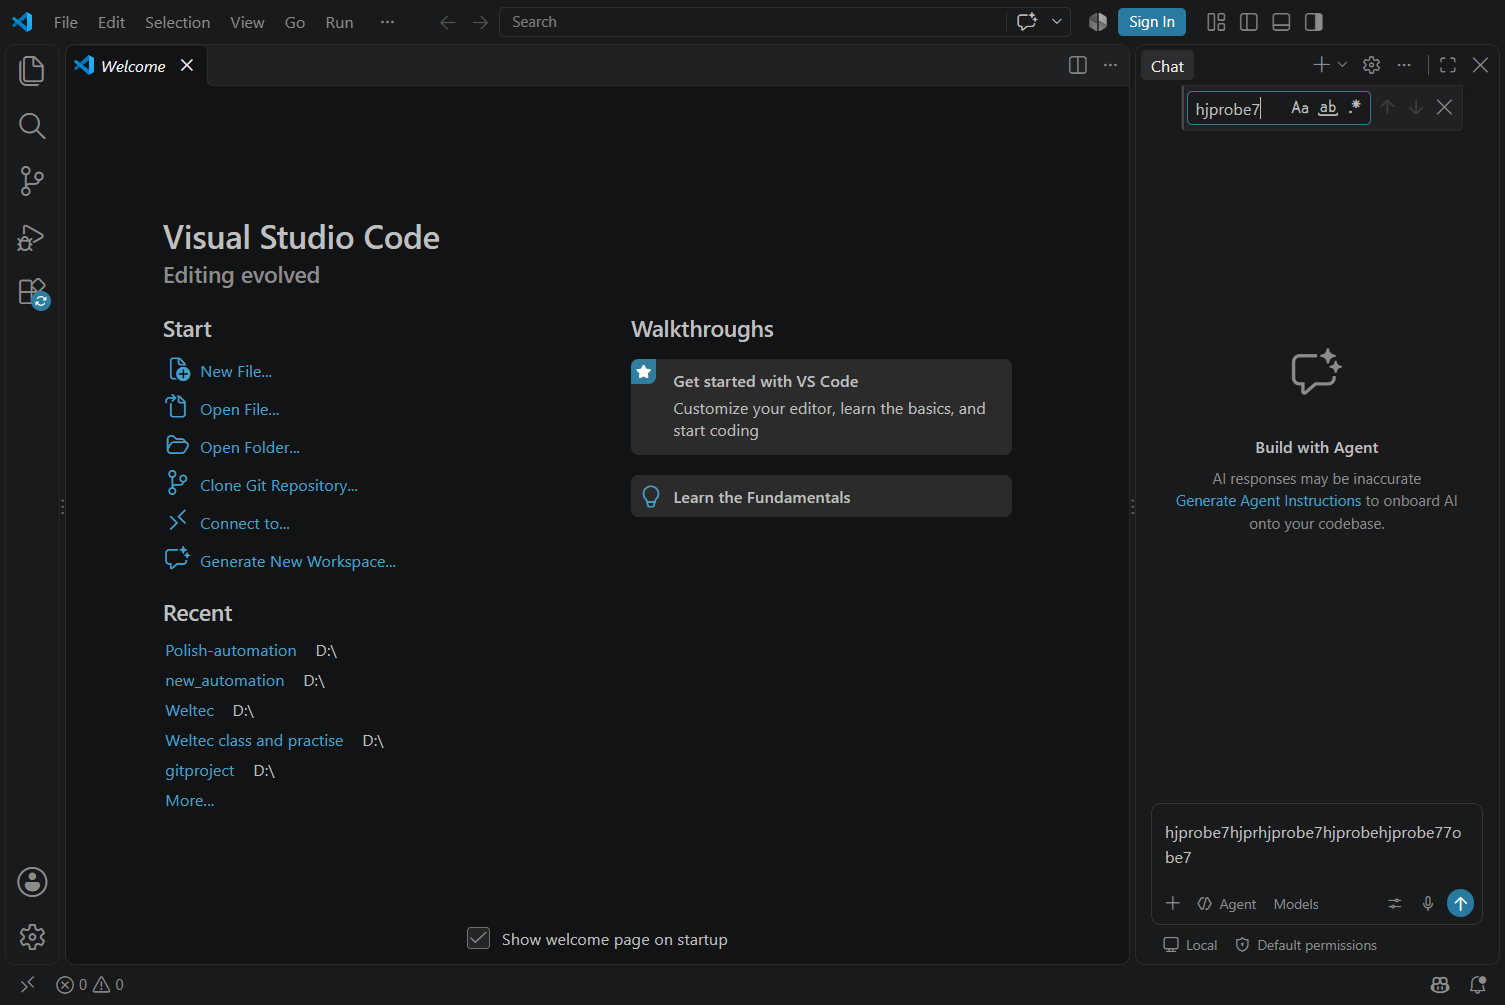 File Edit Selection View Go Run ··· Search Sign In
Welcome
Chat
hjprobe7 Aa ab .*
Visual Studio Code
Editing evolved
Start
New File...
Open File...
Open Folder...
Clone Git Repository...
Connect to...
Generate New Workspace...
Recent
Polish-automation D:\
new_automation D:\
Weltec D:\
Weltec class and practise D:\
gitproject D:\
More...
Walkthroughs
Get started with VS Code
Customize your editor, learn the basics, and
start coding
Learn the Fundamentals
Show welcome page on startup
Build with Agent
AI responses may be inaccurate
Generate Agent Instructions to onboard AI
onto your codebase.
hjprobe7hjprhjprobe7hjprobehjprobe77o
be7
Agent Models
Local Default permissions
0 0